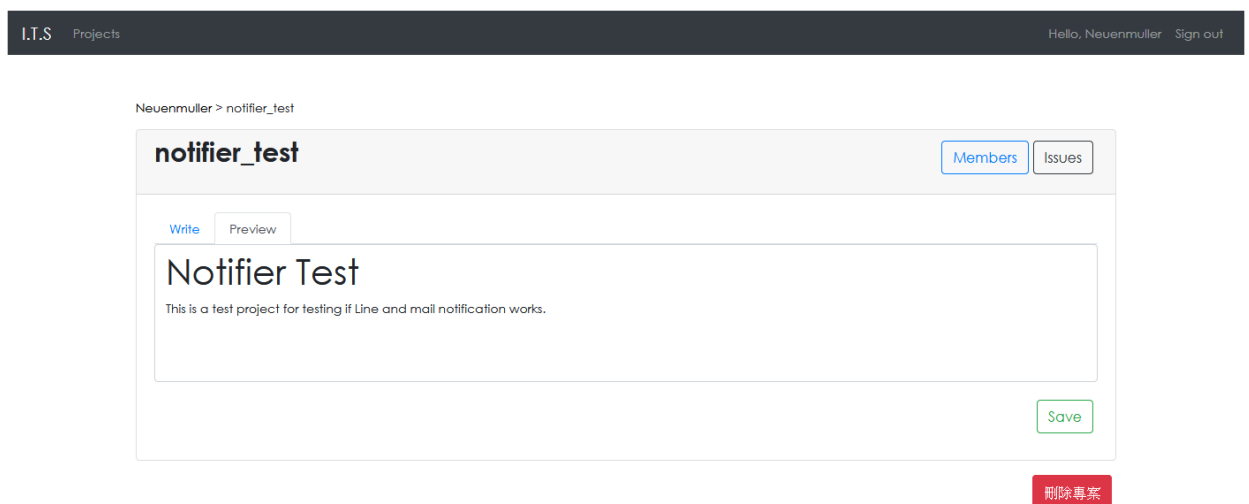 I.T.S Projects Hello, Neuenmuller Sign out
Neuenmuller > notifier_test
notifier_test Members Issues
Write Preview
Notifier Test
This is a test project for testing if Line and mail notification works.
Save
刪除專案